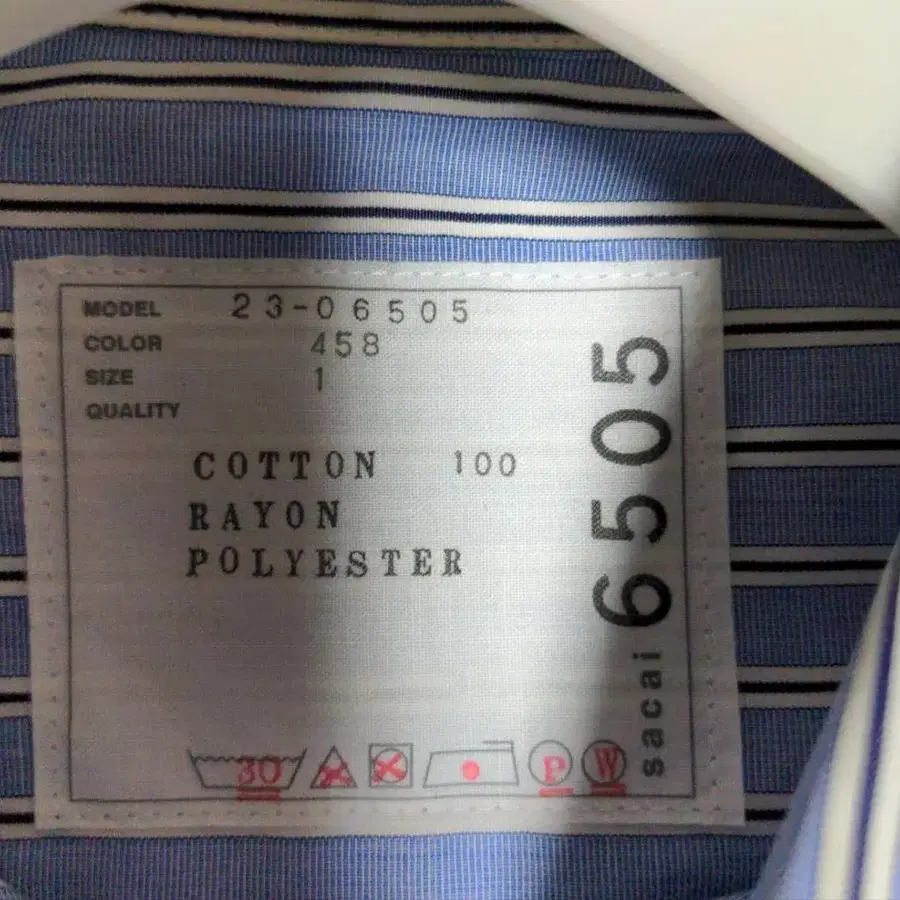 MODEL 23-06505
COLOR 458
SIZE 1
QUALITY
COTTON 100
RAYON
POLYESTER
sacai 6505
30 P W